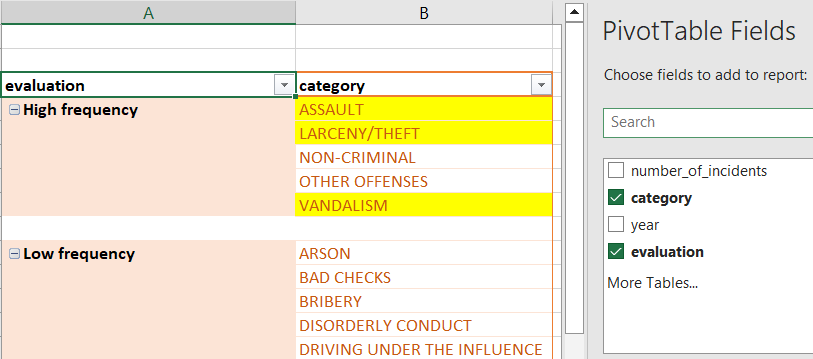 A B
evaluation category
High frequency ASSAULT
LARCENY/THEFT
NON-CRIMINAL
OTHER OFFENSES
VANDALISM
Low frequency ARSON
BAD CHECKS
BRIBERY
DISORDERLY CONDUCT
DRIVING UNDER THE INFLUENCE
PivotTable Fields
Choose fields to add to report:
Search
number_of_incidents
category
year
evaluation
More Tables...